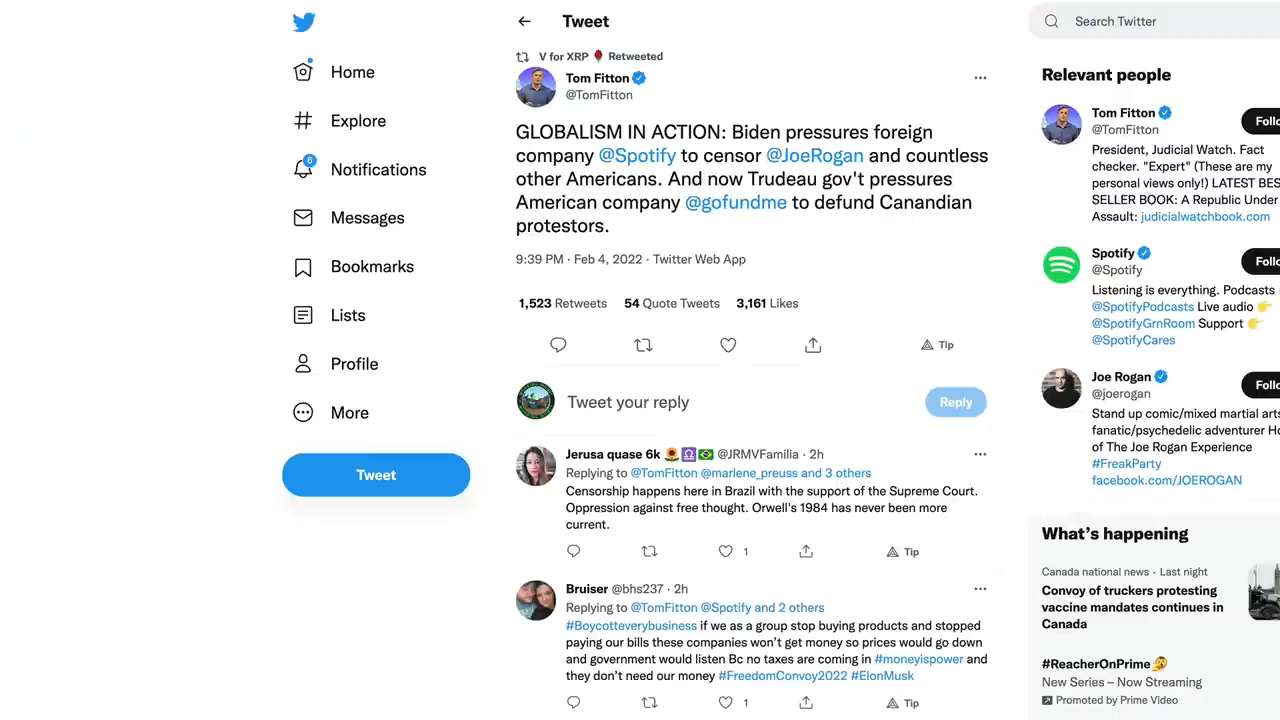 Home
Explore
6
Notifications
Messages
Bookmarks
Lists
Profile
More
Tweet
Tweet
V for XRP Retweeted
Tom Fitton
@TomFitton
GLOBALISM IN ACTION: Biden pressures foreign
company @Spotify to censor @JoeRogan and countless
other Americans. And now Trudeau gov't pressures
American company @gofundme to defund Canandian
protestors.
9:39 PM · Feb 4, 2022 · Twitter Web App
1,523 Retweets 54 Quote Tweets 3,161 Likes
Tip
Tweet your reply
Reply
Jerusa quase 6k @JRMVFamilia · 2h
Replying to @TomFitton @marlene_preuss and 3 others
Censorship happens here in Brazil with the support of the Supreme Court.
Oppression against free thought. Orwell's 1984 has never been more
current.
1
Tip
Bruiser @bhs237 · 2h
Replying to @TomFitton @Spotify and 2 others
#Boycotteverybusiness if we as a group stop buying products and stopped
paying our bills these companies won't get money so prices would go down
and government would listen Bc no taxes are coming in #moneyispower and
they don't need our money #FreedomConvoy2022 #ElonMusk
1
Tip
Search Twitter
Relevant people
Tom Fitton
@TomFitton
Follo
President, Judicial Watch. Fact
checker. "Expert" (These are my
personal views only!) LATEST BES
SELLER BOOK: A Republic Under
Assault: judicialwatchbook.com
Spotify
@Spotify
Follo
Listening is everything. Podcasts
@SpotifyPodcasts Live audio
@SpotifyGrnRoom Support
@SpotifyCares
Joe Rogan
@joerogan
Follo
Stand up comic/mixed martial arts
fanatic/psychedelic adventurer Ho
of The Joe Rogan Experience
#FreakParty
facebook.com/JOEROGAN
What's happening
Canada national news · Last night
Convoy of truckers protesting
vaccine mandates continues in
Canada
#ReacherOnPrime
New Series – Now Streaming
Promoted by Prime Video